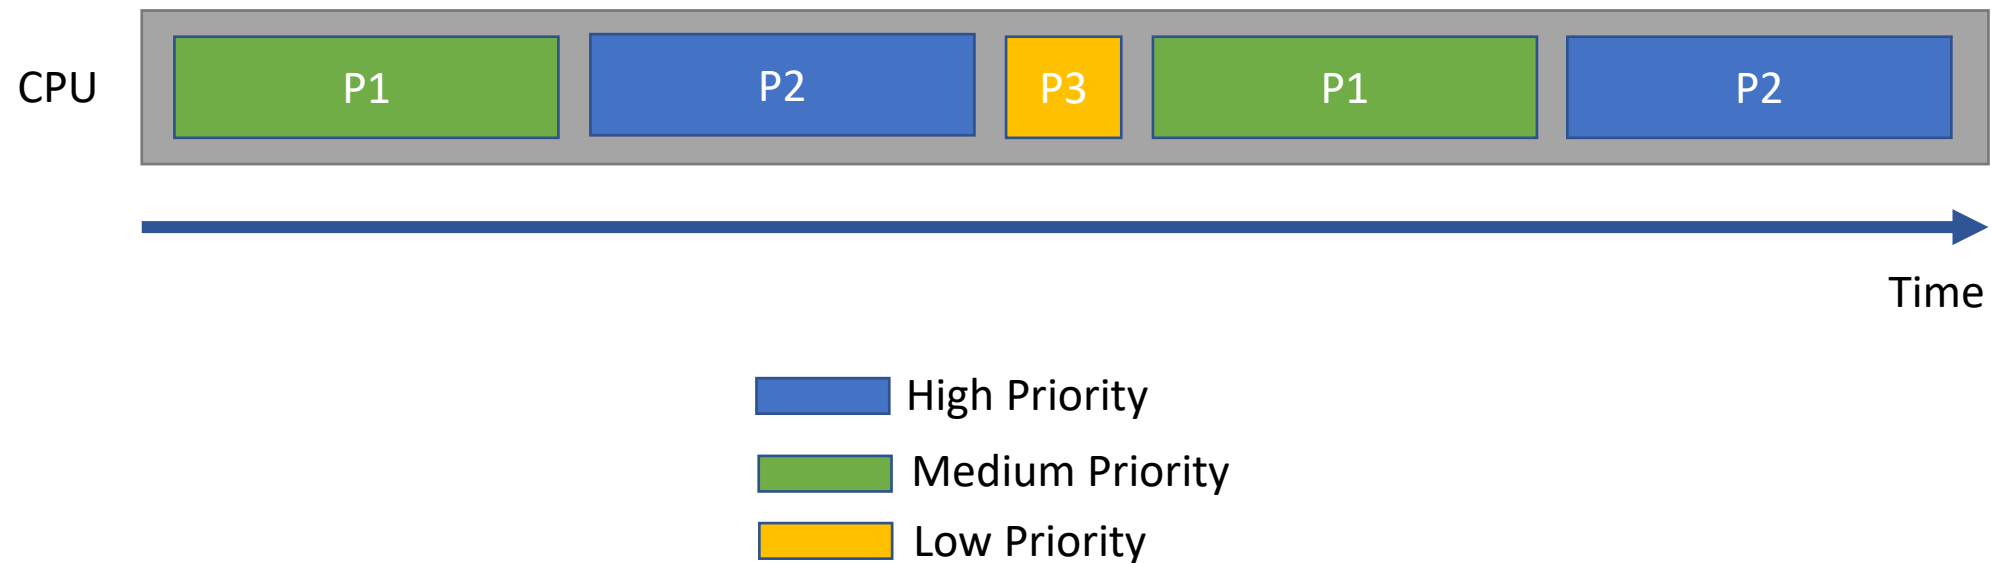 CPU
P1
P2
P3
P1
P2
Time
High Priority
Medium Priority
Low Priority